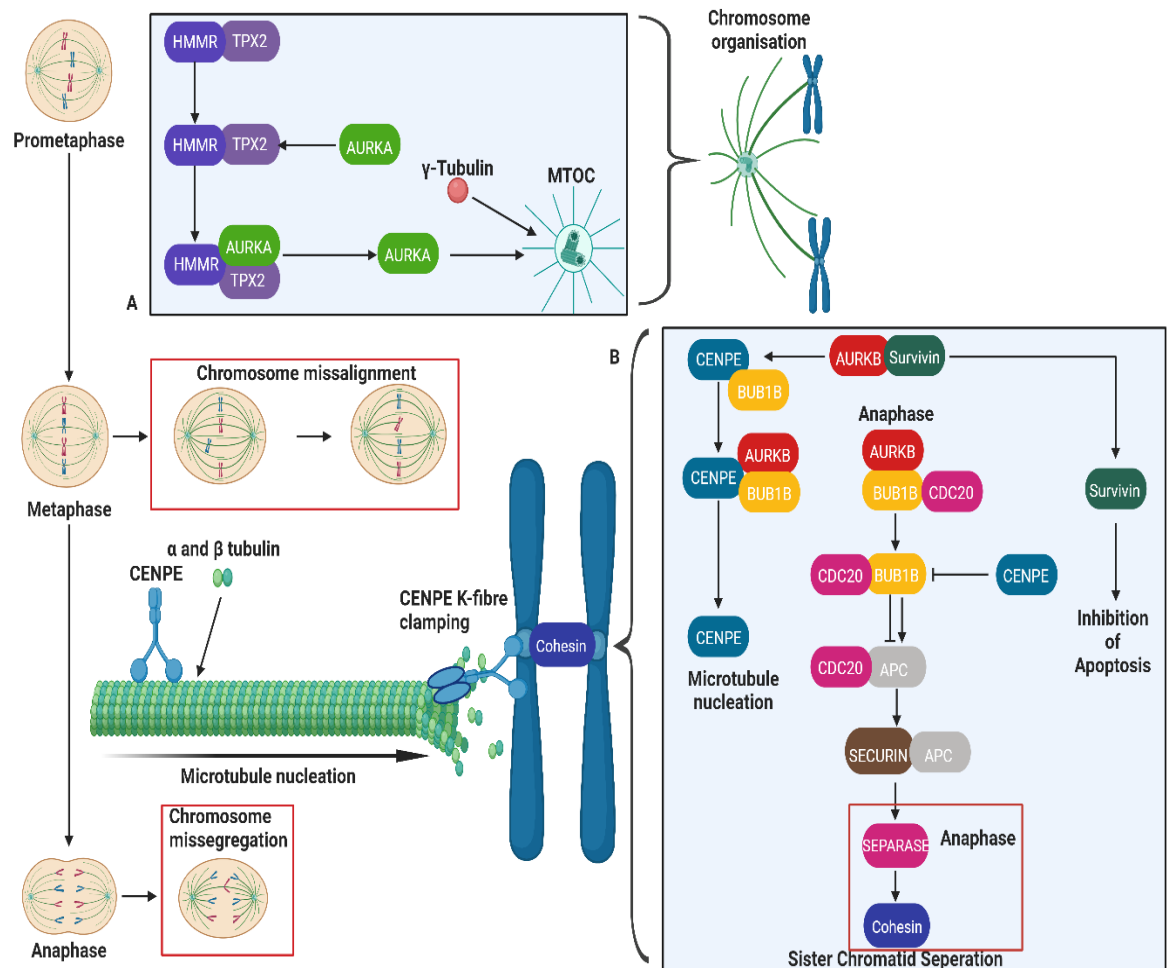 Prometaphase
HMMR
TPX2
HMMR
TPX2
AURKA
HMMR
AURKA
TPX2
AURKA
γ-Tubulin
MTOC
A
Chromosome
organisation
Metaphase
Chromosome missalignment
CENPE
α and β tubulin
CENPE K-fibre
clamping
Cohesin
Microtubule nucleation
Chromosome
missegregation
Anaphase
B
CENPE
BUB1B
AURKB
Survivin
CENPE
AURKB
BUB1B
CENPE
Microtubule
nucleation
Anaphase
AURKB
BUB1B
CDC20
CDC20
BUB1B
CENPE
CDC20
APC
SECURIN
APC
SEPARASE
Anaphase
Cohesin
Sister Chromatid Seperation
Survivin
Inhibition
of
Apoptosis